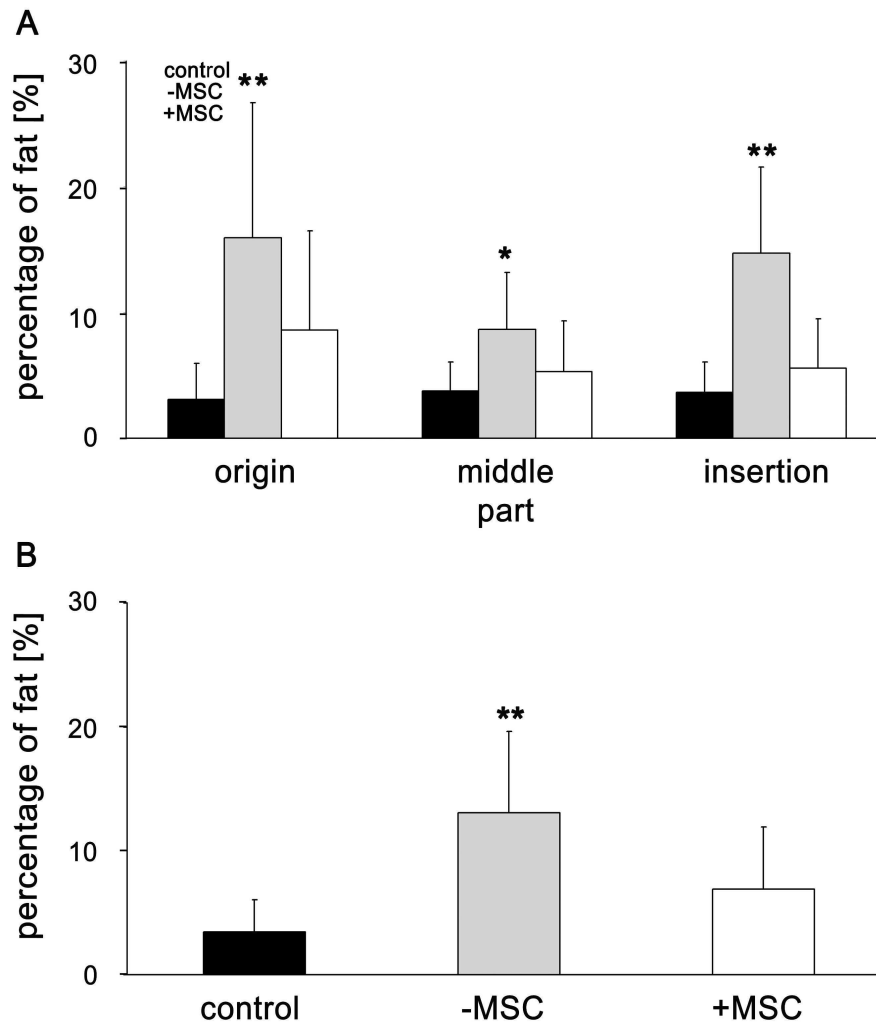 A
percentage of fat [%]
30
20
10
0
control
-MSC
+MSC
**
*
**
origin
middle
part
insertion
B
percentage of fat [%]
30
20
10
0
**
control
-MSC
+MSC